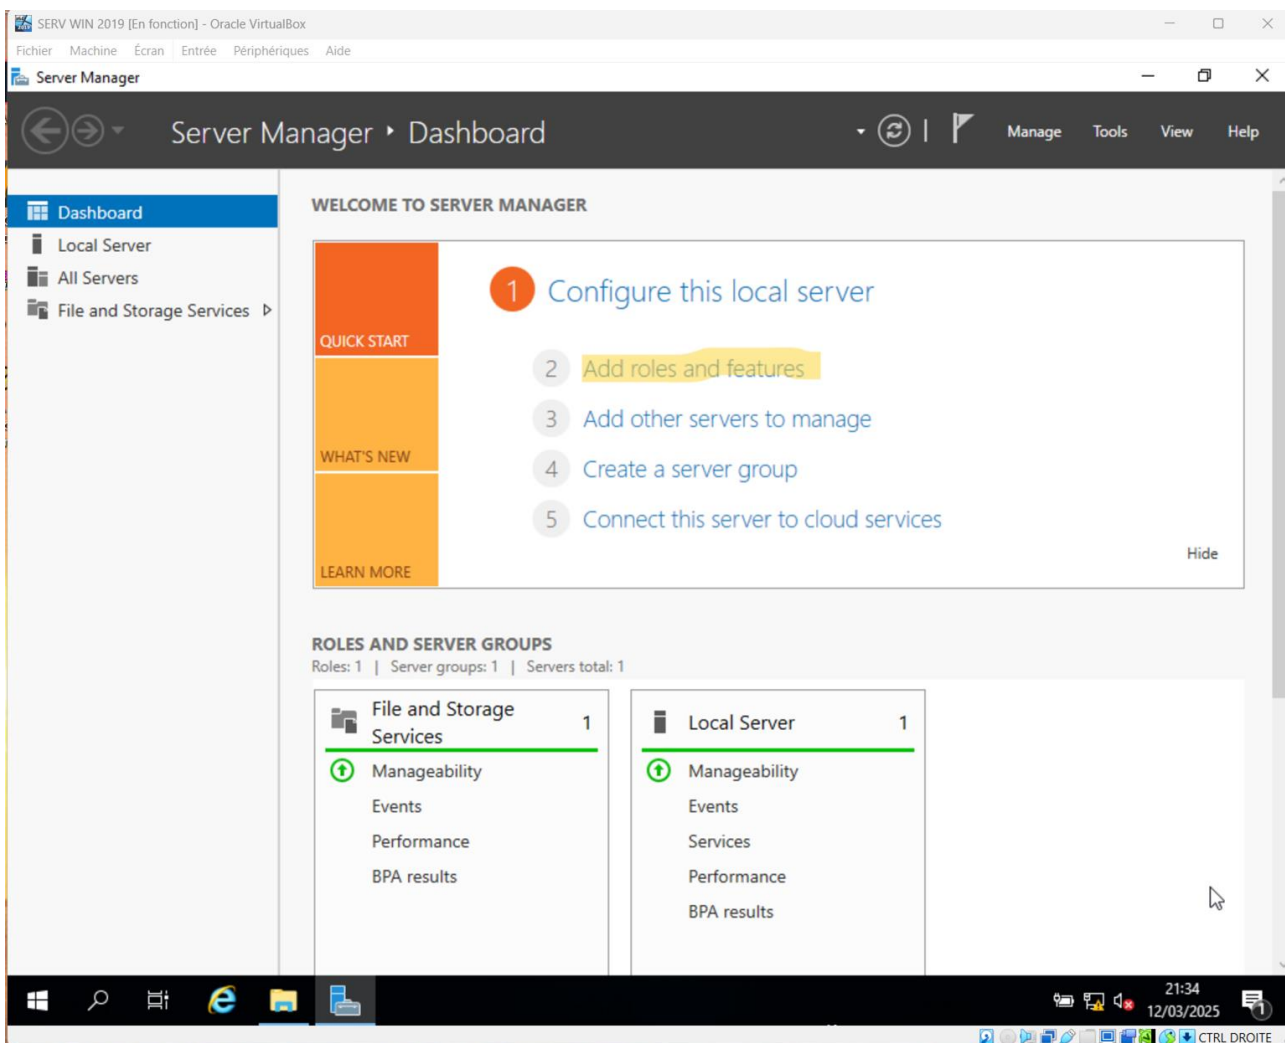 SERV WIN 2019 [En fonction] - Oracle VirtualBox
Fichier Machine Écran Entrée Périphériques Aide
Server Manager
Server Manager ‣ Dashboard
Manage Tools View Help
Dashboard
Local Server
All Servers
File and Storage Services
WELCOME TO SERVER MANAGER
QUICK START
WHAT'S NEW
LEARN MORE
1 Configure this local server
2 Add roles and features
3 Add other servers to manage
4 Create a server group
5 Connect this server to cloud services
Hide
ROLES AND SERVER GROUPS
Roles: 1 | Server groups: 1 | Servers total: 1
File and Storage
Services 1
Manageability
Events
Performance
BPA results
Local Server 1
Manageability
Events
Services
Performance
BPA results
21:34
12/03/2025
1
CTRL DROITE